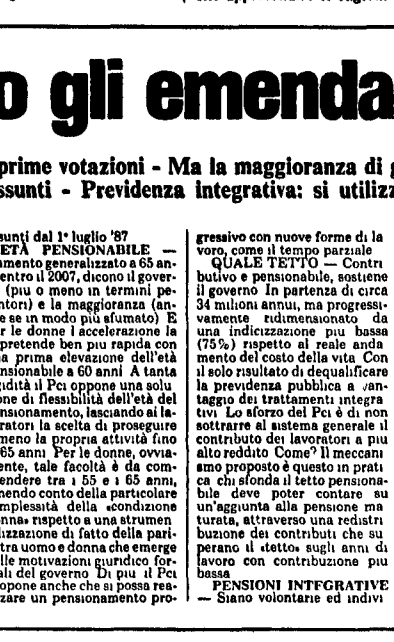 o gli emenda
prime votazioni - Ma la maggioranza di g
ssunti - Previdenza integrativa: si utilizz
sunti dal 1° luglio '87
ETÀ PENSIONABILE —
amento generalizzato a 65 an-
entro il 2007, dicono il gover-
(più o meno in termini pe-
ntori) e la maggioranza (an-
e se in modo più sfumato) E
r le donne l accelerazione la
pretende ben più rapida con
a prima elevazione dell'età
nsionabile a 60 anni A tanta
gidità il Pci oppone una solu
one di flessibilità dell'età del
nsionamento, lasciando ai la-
ratori la scelta di proseguire
meno la propria attività fino
65 anni Per le donne, ovvia-
ente, tale facoltà è da com-
endere tra i 55 e i 65 anni,
nendo conto della particolare
mplessità della «condizione
nna» rispetto a una strumen
lizzazione di fatto della pari-
tra uomo e donna che emerge
lle motivazioni giuridico for-
ali del governo Di più il Pci
opone anche che si possa rea-
zare un pensionamento pro-
gressivo con nuove forme di la
voro, come il tempo parziale
QUALE TETTO — Contri
butivo e pensionabile, sostiene
il governo In partenza di circa
34 milioni annui, ma progressi-
vamente ridimensionato da
una indicizzazione più bassa
(75%) rispetto al reale anda
mento del costo della vita Con
il solo risultato di dequalificare
la previdenza pubblica a van-
taggio dei trattamenti integra
tivi Lo sforzo del Pci è di non
sottrarre al sistema generale il
contributo dei lavoratori a più
alto reddito Come? Il meccani
smo proposto è questo in prati
ca chi sfonda il tetto pensiona-
bile deve poter contare su
un'aggiunta alla pensione ma
turata, attraverso una redistri
buzione dei contributi che su
perano il «tetto» sugli anni di
lavoro con contribuzione più
bassa
PENSIONI INTEGRATIVE
— Siano volontarie ed indivi